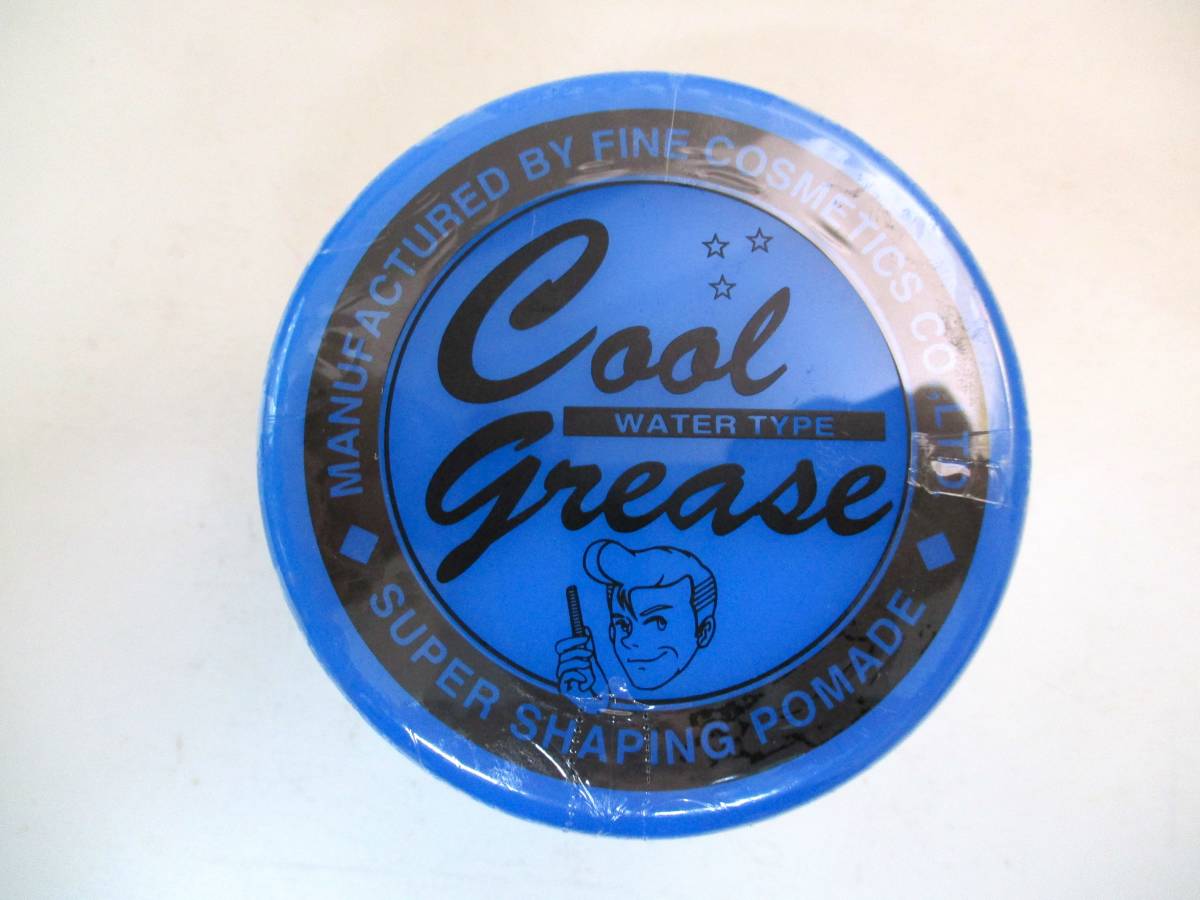 MANUFACTURED BY FINE COSMETICS CO.,LTD.
Cool
WATER TYPE
Grease
SUPER SHAPING POMADE